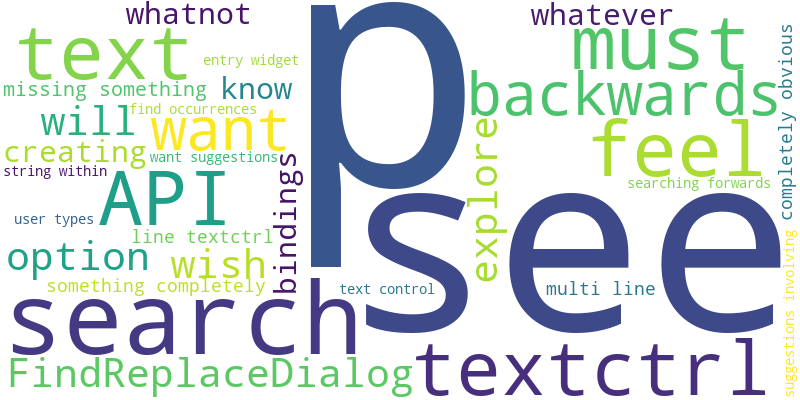 whatnot
p
whatever
text
must
entry widget
missing something
know
backwards
completely obvious
find occurrences
will
want
feel
creating
want suggestions
explore
string within
API
bindings
searching forwards
see
user types
line textctrl
option
wish
suggestions involving
something completely
text control
multi line
search
textctrl
FindReplaceDialog